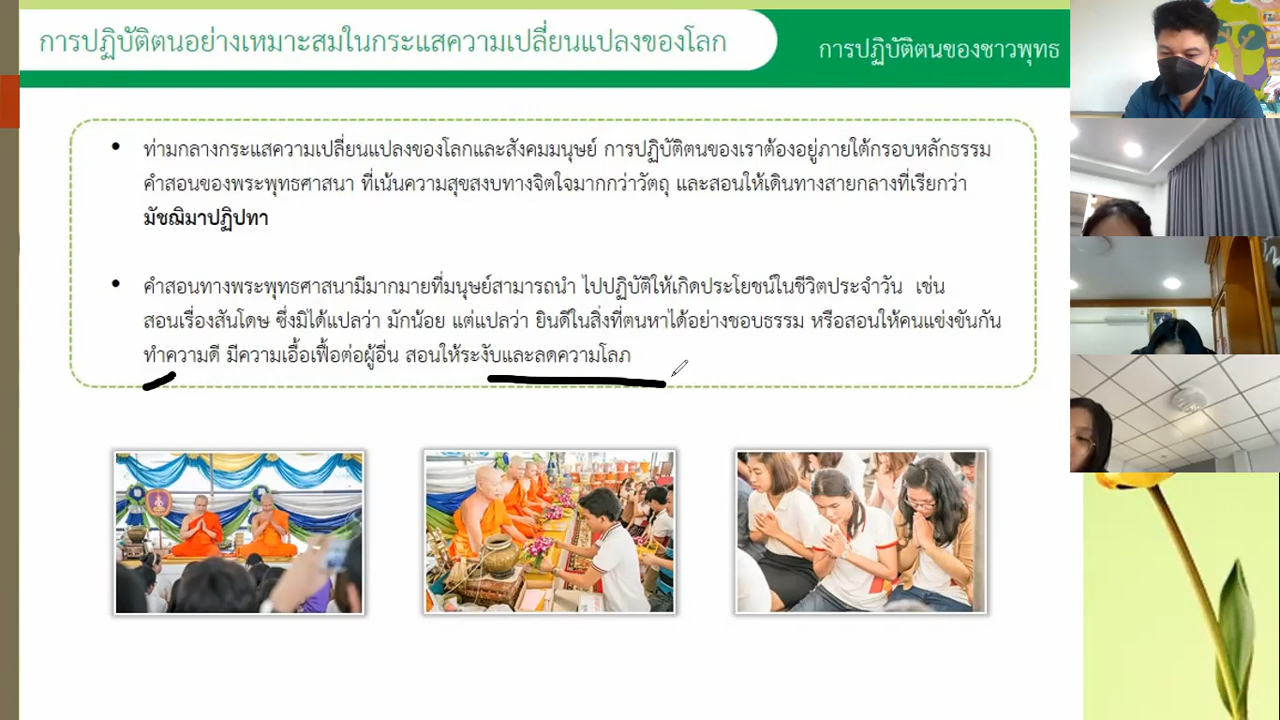 การปฏิบัติตนอย่างเหมาะสมในกระแสความเปลี่ยนแปลงของโลก
การปฏิบัติตนของชาวพุทธ
• ท่ามกลางกระแสความเปลี่ยนแปลงของโลกและสังคมมนุษย์ การปฏิบัติตนของเราต้องอยู่ภายใต้กรอบหลักธรรม
คำสอนของพระพุทธศาสนา ที่เน้นความสุขสงบทางจิตใจมากกว่าวัตถุ และสอนให้เดินทางสายกลางที่เรียกว่า
มัชฌิมาปฏิปทา
• คำสอนทางพระพุทธศาสนามีมากมายที่มนุษย์สามารถนำ ไปปฏิบัติให้เกิดประโยชน์ในชีวิตประจำวัน เช่น
สอนเรื่องสันโดษ ซึ่งมิได้แปลว่า มักน้อย แต่แปลว่า ยินดีในสิ่งที่ตนหาได้อย่างชอบธรรม หรือสอนให้คนแข่งขันกัน
ทำความดี มีความเอื้อเฟื้อต่อผู้อื่น สอนให้ระงับและลดความโลภ